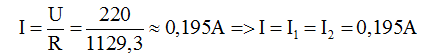 I = U/R = 220/1129,3 ≈ 0,195A => I = I₁ = I₂ = 0,195A